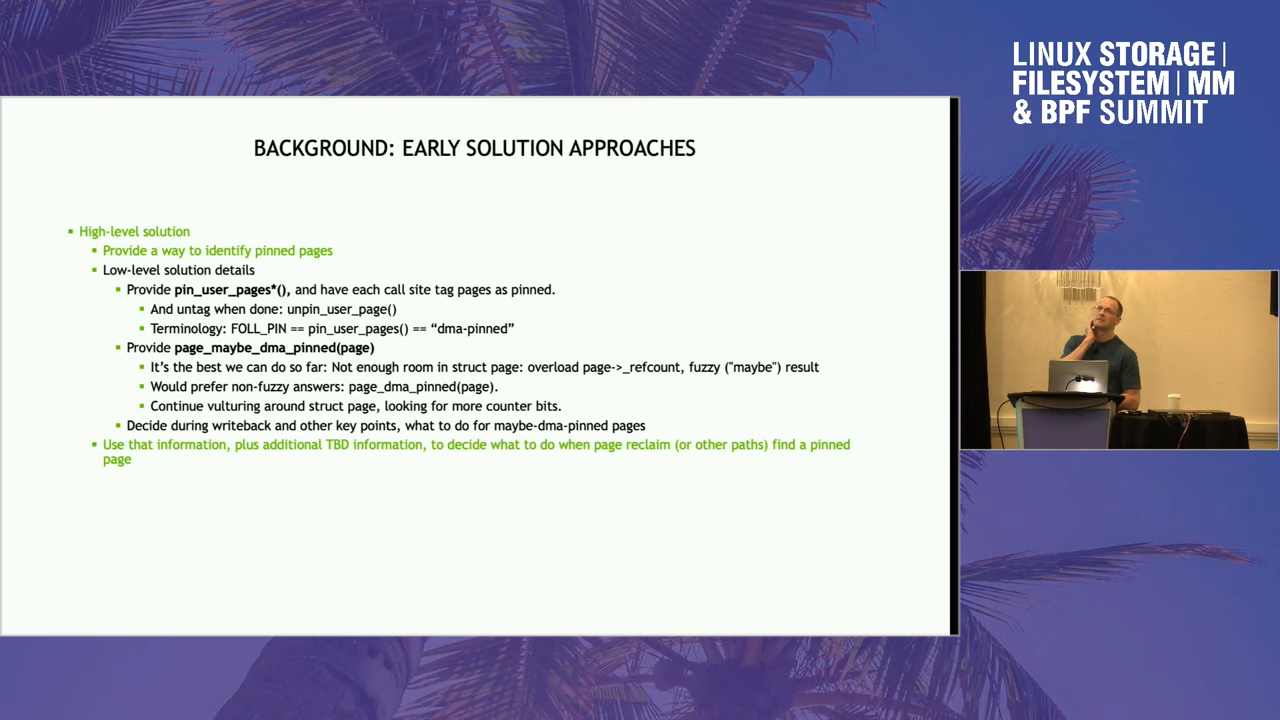 LINUX STORAGE |
FILESYSTEM | MM
& BPF SUMMIT
BACKGROUND: EARLY SOLUTION APPROACHES
▪ High-level solution
▪ Provide a way to identify pinned pages
▪ Low-level solution details
▪ Provide pin_user_pages*(), and have each call site tag pages as pinned.
▪ And untag when done: unpin_user_page()
▪ Terminology: FOLL_PIN == pin_user_pages() == “dma-pinned”
▪ Provide page_maybe_dma_pinned(page)
▪ It’s the best we can do so far: Not enough room in struct page: overload page->_refcount, fuzzy ("maybe") result
▪ Would prefer non-fuzzy answers: page_dma_pinned(page).
▪ Continue vulturing around struct page, looking for more counter bits.
▪ Decide during writeback and other key points, what to do for maybe-dma-pinned pages
▪ Use that information, plus additional TBD information, to decide what to do when page reclaim (or other paths) find a pinned
page